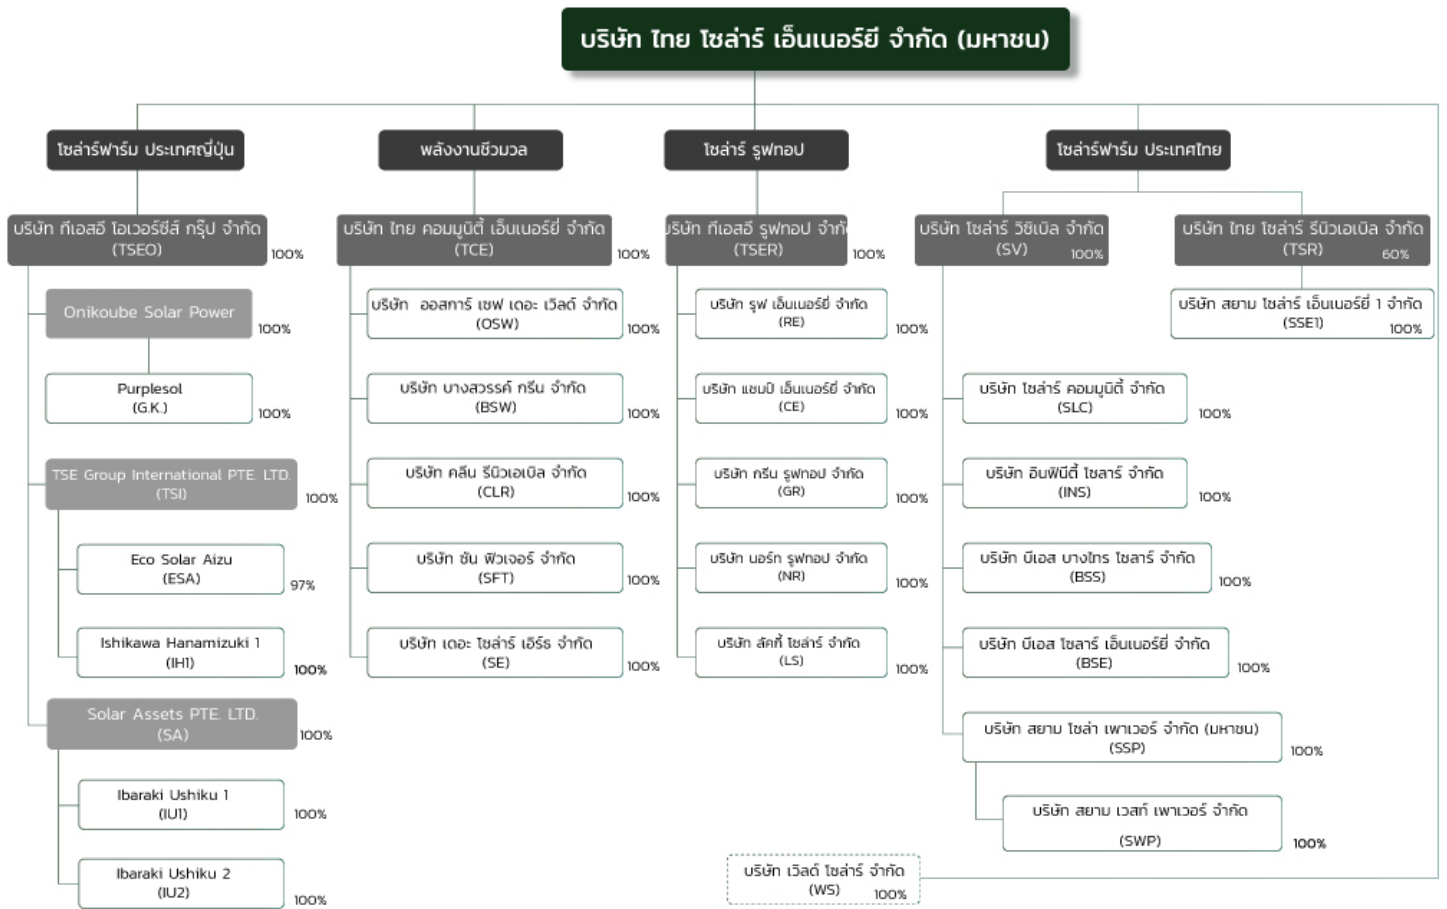 บริษัท ไทย โซล่าร์ เอ็นเนอร์ยี จำกัด (มหาชน)
โซล่าร์ฟาร์ม ประเทศญี่ปุ่น
บริษัท ทีเอสอี โอเวอร์ซีส์ กรุ๊ป จำกัด
(TSEO)
100%
Onikoube Solar Power
100%
Purplesol
(G.K.)
100%
TSE Group International PTE. LTD.
(TSI)
100%
Eco Solar Aizu
(ESA)
97%
Ishikawa Hanamizuki 1
(IH1)
100%
Solar Assets PTE. LTD.
(SA)
100%
Ibaraki Ushiku 1
(IU1)
100%
Ibaraki Ushiku 2
(IU2)
100%
พลังงานชีวมวล
บริษัท ไทย คอมมูนิตี้ เอ็นเนอร์ยี่ จำกัด
(TCE)
100%
บริษัท ออสการ์ เซฟ เดอะ เวิลด์ จำกัด
(OSW)
100%
บริษัท บางสวรรค์ กรีน จำกัด
(BSW)
100%
บริษัท คลีน รีนิวเอเบิล จำกัด
(CLR)
100%
บริษัท ซัน ฟิวเจอร์ จำกัด
(SFT)
100%
บริษัท เดอะ โซล่าร์ เอิร์ธ จำกัด
(SE)
100%
โซล่าร์ รูฟทอป
บริษัท ทีเอสอี รูฟทอป จำกั
(TSER)
100%
บริษัท รูฟ เอ็นเนอร์ยี่ จำกัด
(RE)
100%
บริษัท แชมป์ เอ็นเนอร์ยี่ จำกัด
(CE)
100%
บริษัท กรีน รูฟทอป จำกัด
(GR)
100%
บริษัท นอร์ท รูฟทอป จำกัด
(NR)
100%
บริษัท ลัคกี้ โซล่าร์ จำกัด
(LS)
100%
โซล่าร์ฟาร์ม ประเทศไทย
บริษัท โซล่าร์ วิซิเบิล จำกัด
(SV) 100%
บริษัท โซล่าร์ คอมมูนิตี้ จำกัด
(SLC)
100%
บริษัท อินฟินีตี้ โซลาร์ จำกัด
(INS)
100%
บริษัท บีเอส บางไทร โซลาร์ จำกัด
(BSS)
100%
บริษัท บีเอส โซลาร์ เอ็นเนอร์ยี่ จำกัด
(BSE)
100%
บริษัท สยาม โซล่า เพาเวอร์ จำกัด (มหาชน)
(SSP)
100%
บริษัท สยาม เวสท์ เพาเวอร์ จำกัด
(SWP)
100%
บริษัท ไทย โซล่าร์ รีนิวเอเบิล จำกัด
(TSR) 60%
บริษัท สยาม โซล่าร์ เอ็นเนอร์ยี่ 1 จำกัด
(SSE1) 100%
บริษัท เวิลด์ โซล่าร์ จำกัด
(WS) 100%